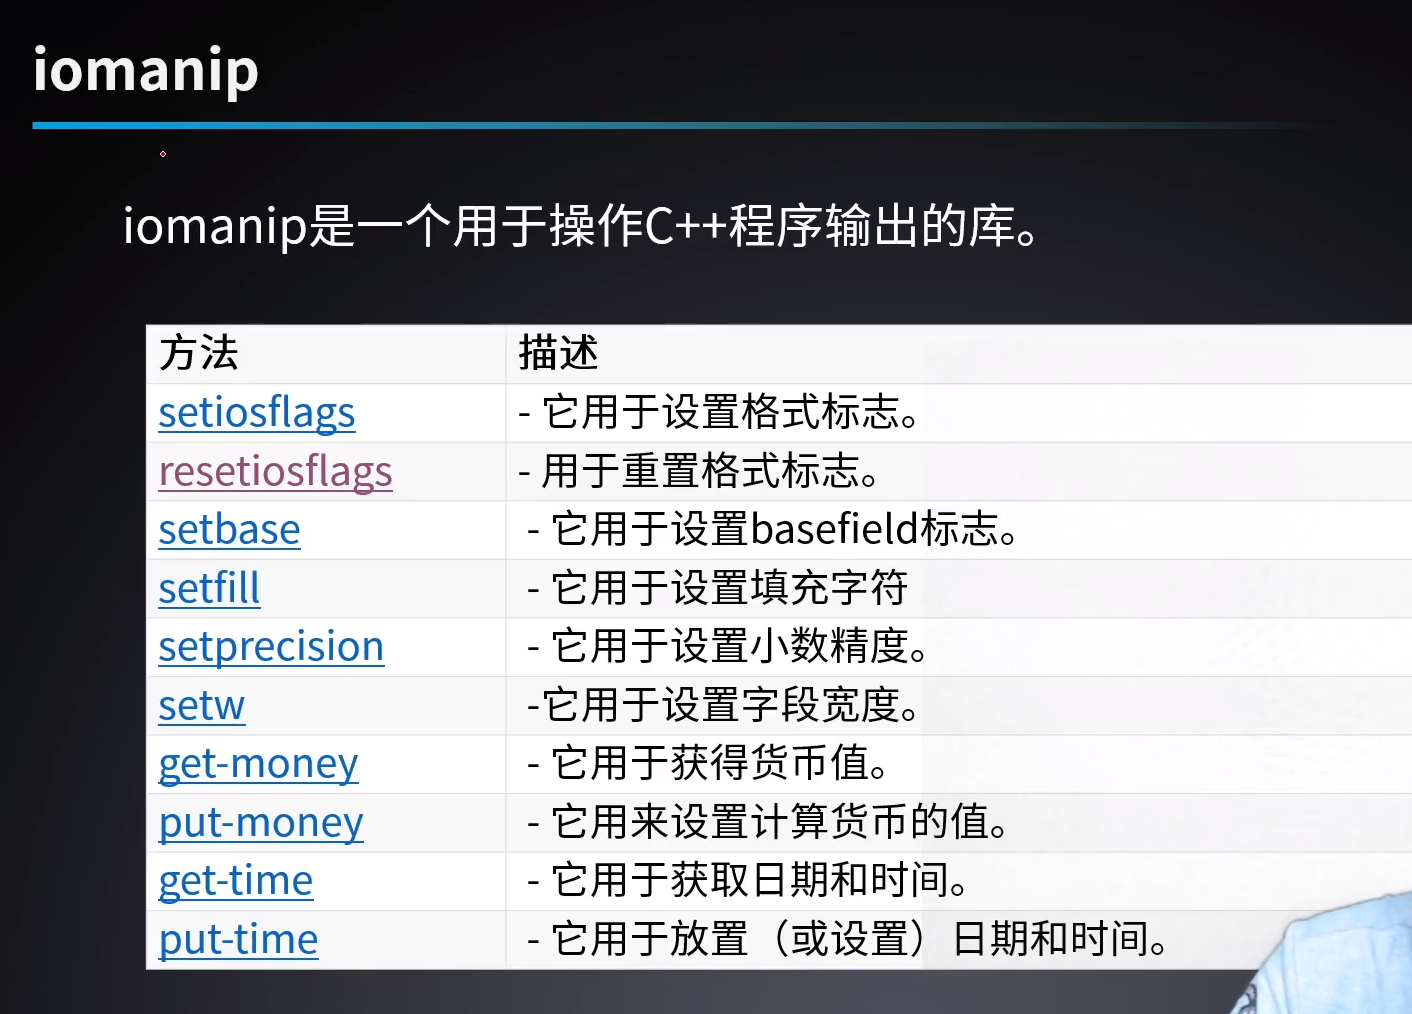 iomanip
iomanip是一个用于操作C++程序输出的库。
方法 描述
setiosflags - 它用于设置格式标志。
resetiosflags - 用于重置格式标志。
setbase - 它用于设置basefield标志。
setfill - 它用于设置填充字符
setprecision - 它用于设置小数精度。
setw -它用于设置字段宽度。
get-money - 它用于获得货币值。
put-money - 它用来设置计算货币的值。
get-time - 它用于获取日期和时间。
put-time - 它用于放置（或设置）日期和时间。